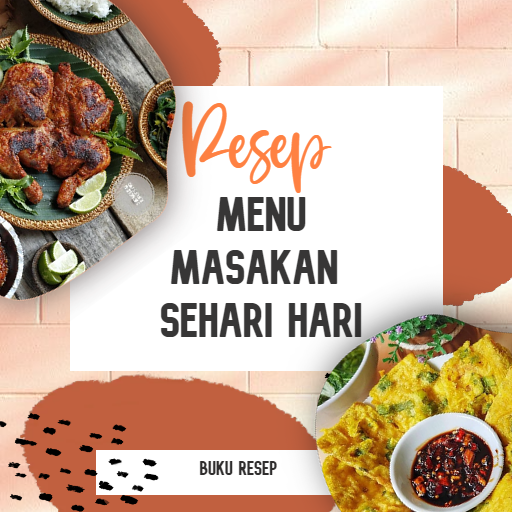 Resep
MENU
MASAKAN
SEHARI HARI
BUKU RESEP